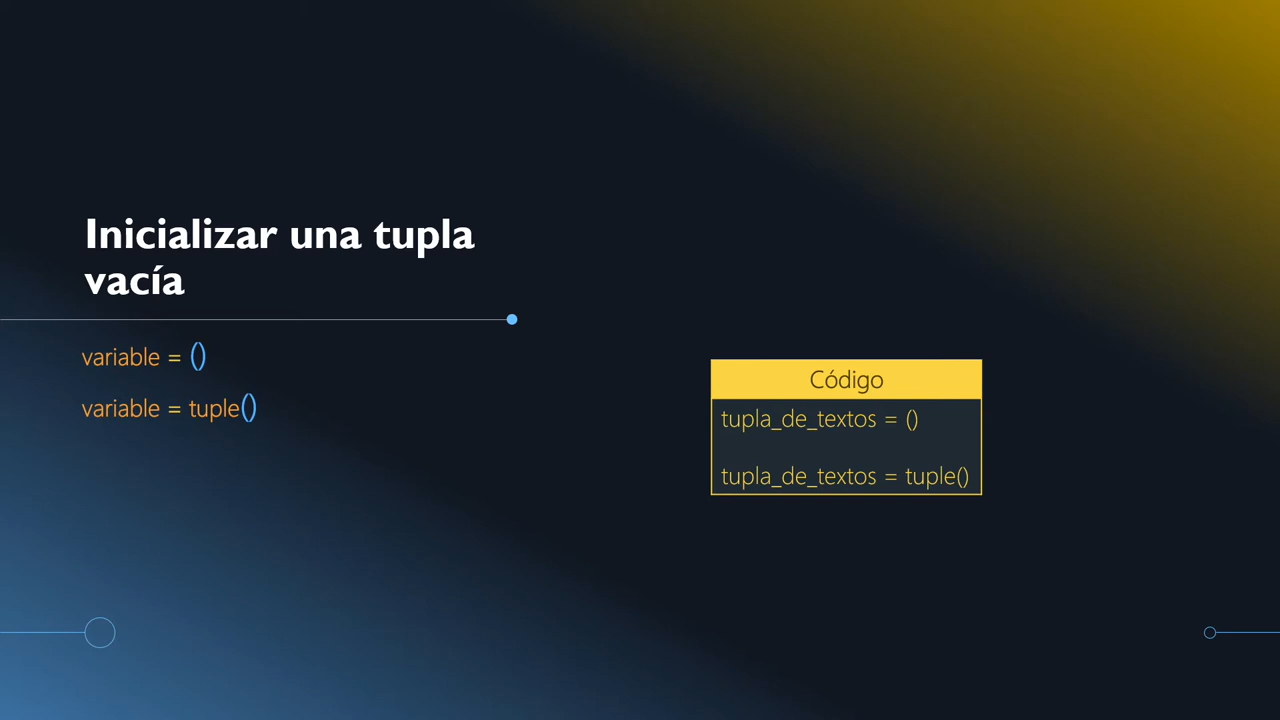 Inicializar una tupla
vacía
variable = ()
variable = tuple()
Código
tupla_de_textos = ()
tupla_de_textos = tuple()